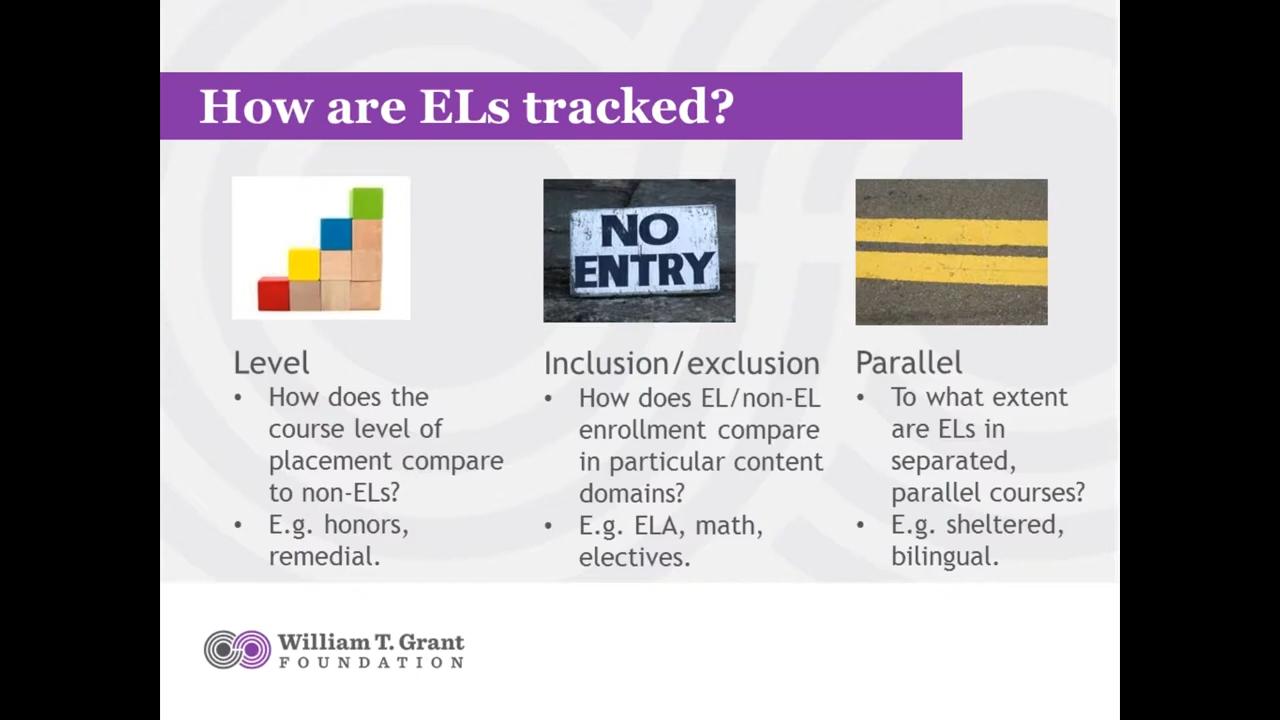 How are ELs tracked?
NO
ENTRY
Level
• How does the
course level of
placement compare
to non-ELs?
• E.g. honors,
remedial.
Inclusion/exclusion
• How does EL/non-EL
enrollment compare
in particular content
domains?
• E.g. ELA, math,
electives.
Parallel
• To what extent
are ELs in
separated,
parallel courses?
• E.g. sheltered,
bilingual.
William T. Grant
FOUNDATION